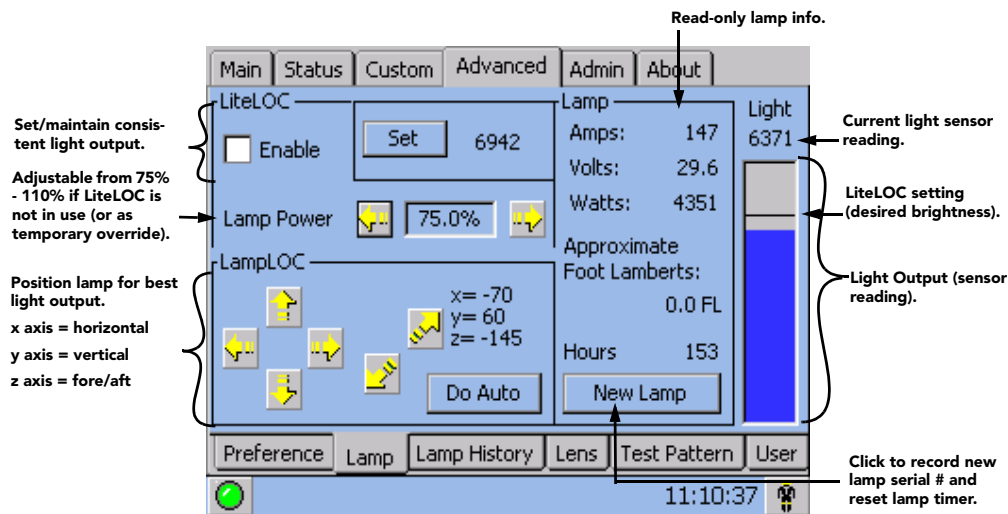 Read-only lamp info.
Main Status Custom Advanced Admin About
LiteLOC
Enable
Set 6942
Lamp Power 75.0%
LampLOC
x= -70
y= 60
z= -145
Do Auto
Lamp
Amps: 147
Volts: 29.6
Watts: 4351
Approximate
Foot Lamberts:
0.0 FL
Hours 153
New Lamp
Light
6371
Preference Lamp Lamp History Lens Test Pattern User
11:10:37
Set/maintain consis-
tent light output.
Adjustable from 75%
- 110% if LiteLOC is
not in use (or as
temporary override).
Position lamp for best
light output.
x axis = horizontal
y axis = vertical
z axis = fore/aft
Current light sensor
reading.
LiteLOC setting
(desired brightness).
Light Output (sensor
reading).
Click to record new
lamp serial # and
reset lamp timer.